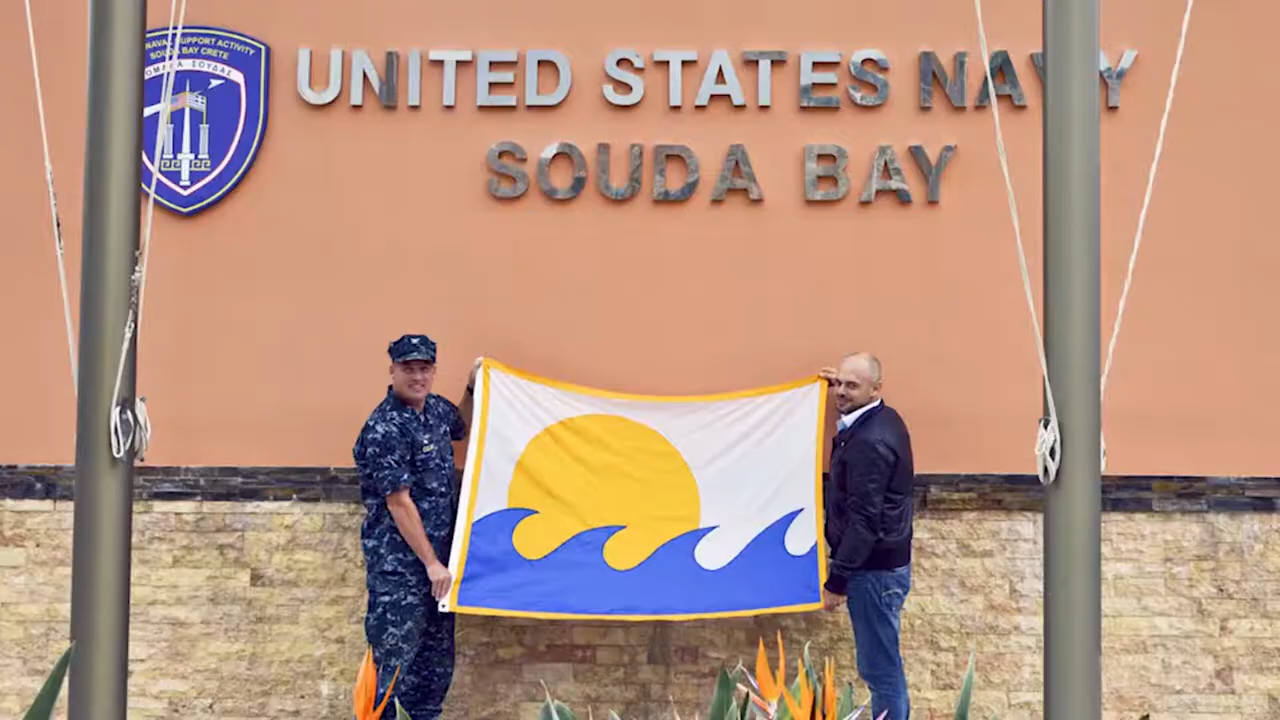 NAVAL SUPPORT ACTIVITY
SOUDA BAY CRETE
UNITED STATES NAVY
SOUDA BAY